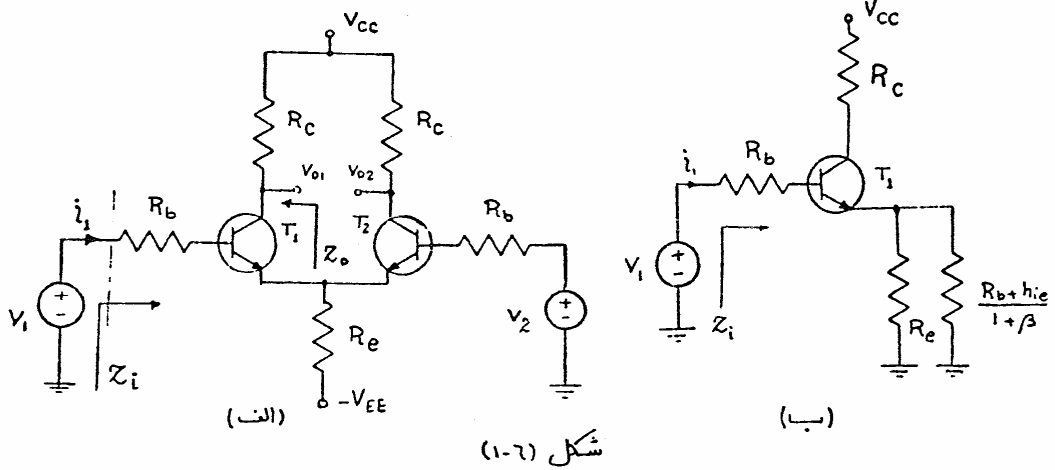 VCC
RC
RC
VO1
VO2
i1
Rb
T1
T2
Rb
Zo
V1
+
-
Zi
Re
V2
+
-
-VEE
(الف)
VCC
RC
i1
Rb
T1
V1
+
-
Zi
Re
Rb+hie
1+β
(ب)
شکل (۶-۱)